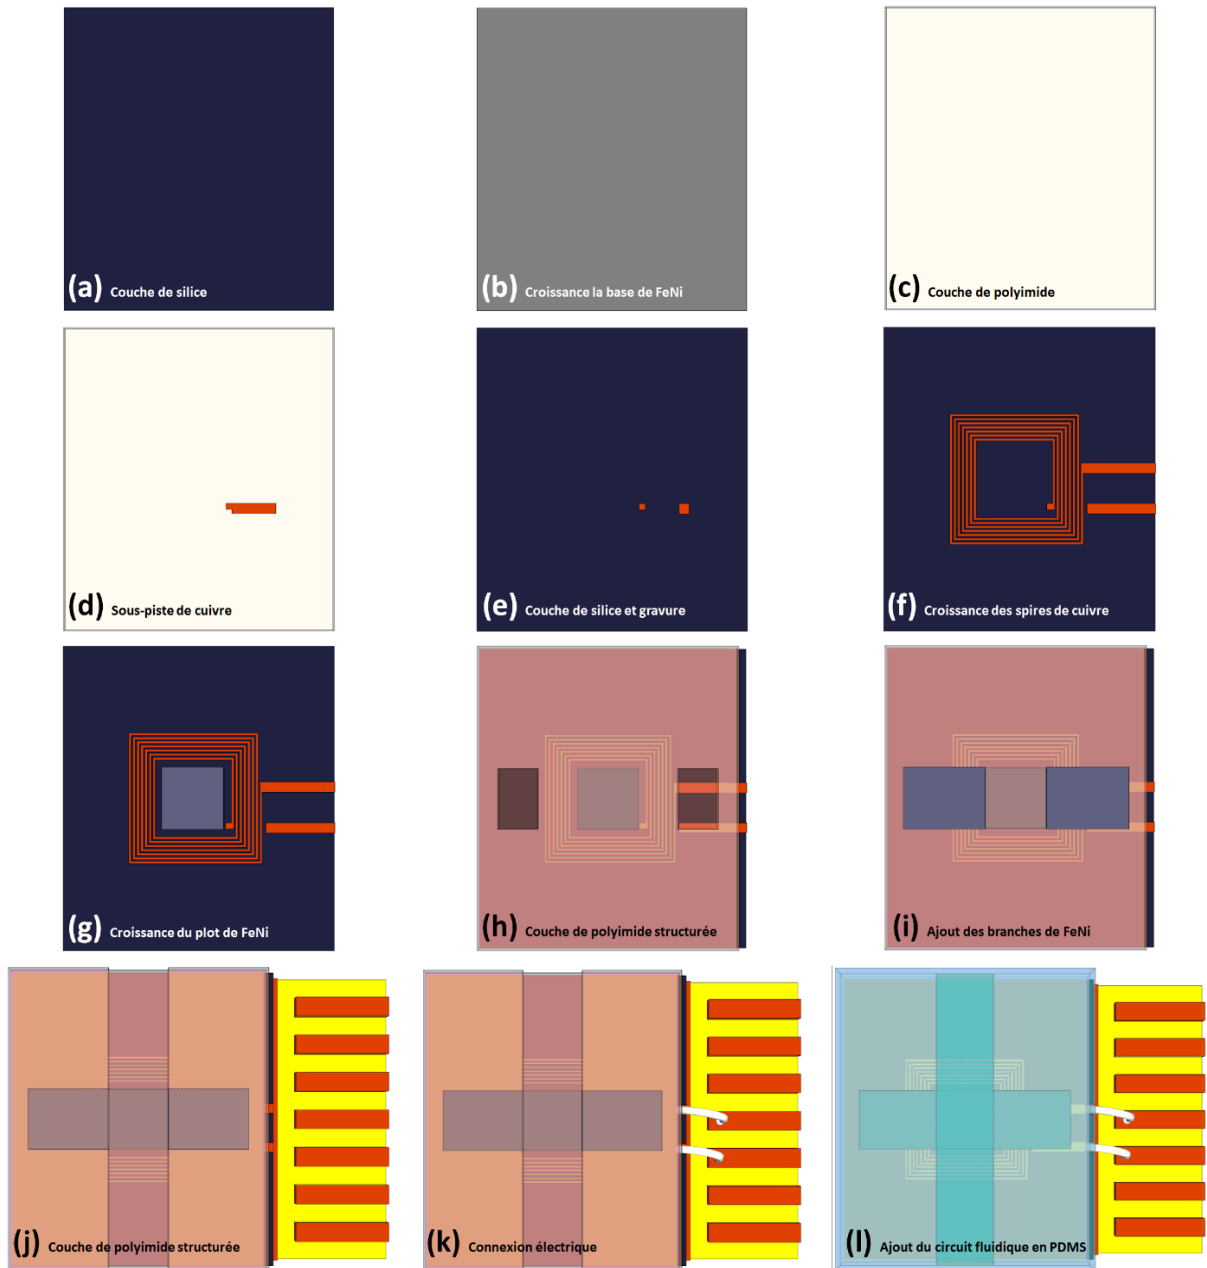 (a) Couche de silice
(b) Croissance la base de FeNi
(c) Couche de polyimide
(d) Sous-piste de cuivre
(e) Couche de silice et gravure
(f) Croissance des spires de cuivre
(g) Croissance du plot de FeNi
(h) Couche de polyimide structurée
(i) Ajout des branches de FeNi
(j) Couche de polyimide structurée
(k) Connexion électrique
(l) Ajout du circuit fluidique en PDMS